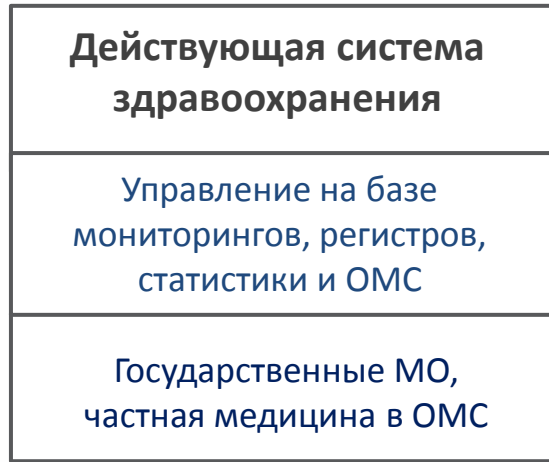 Действующая система
здравоохранения
Управление на базе
мониторингов, регистров,
статистики и ОМС
Государственные МО,
частная медицина в ОМС